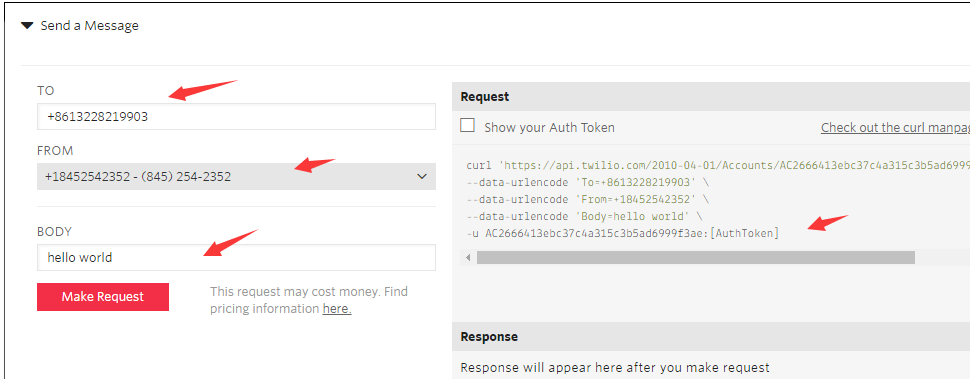 Send a Message
TO
+8613228219903
FROM
+18452542352 - (845) 254-2352
BODY
hello world
Make Request
This request may cost money. Find
pricing information here.
Request
Show your Auth Token
Check out the curl manpag
curl 'https://api.twilio.com/2010-04-01/Accounts/AC2666413ebc37c4a315c3b5ad6999
--data-urlencode 'To=+8613228219903' \
--data-urlencode 'From=+18452542352' \
--data-urlencode 'Body=hello world' \
-u AC2666413ebc37c4a315c3b5ad6999f3ae:[AuthToken]
Response
Response will appear here after you make request